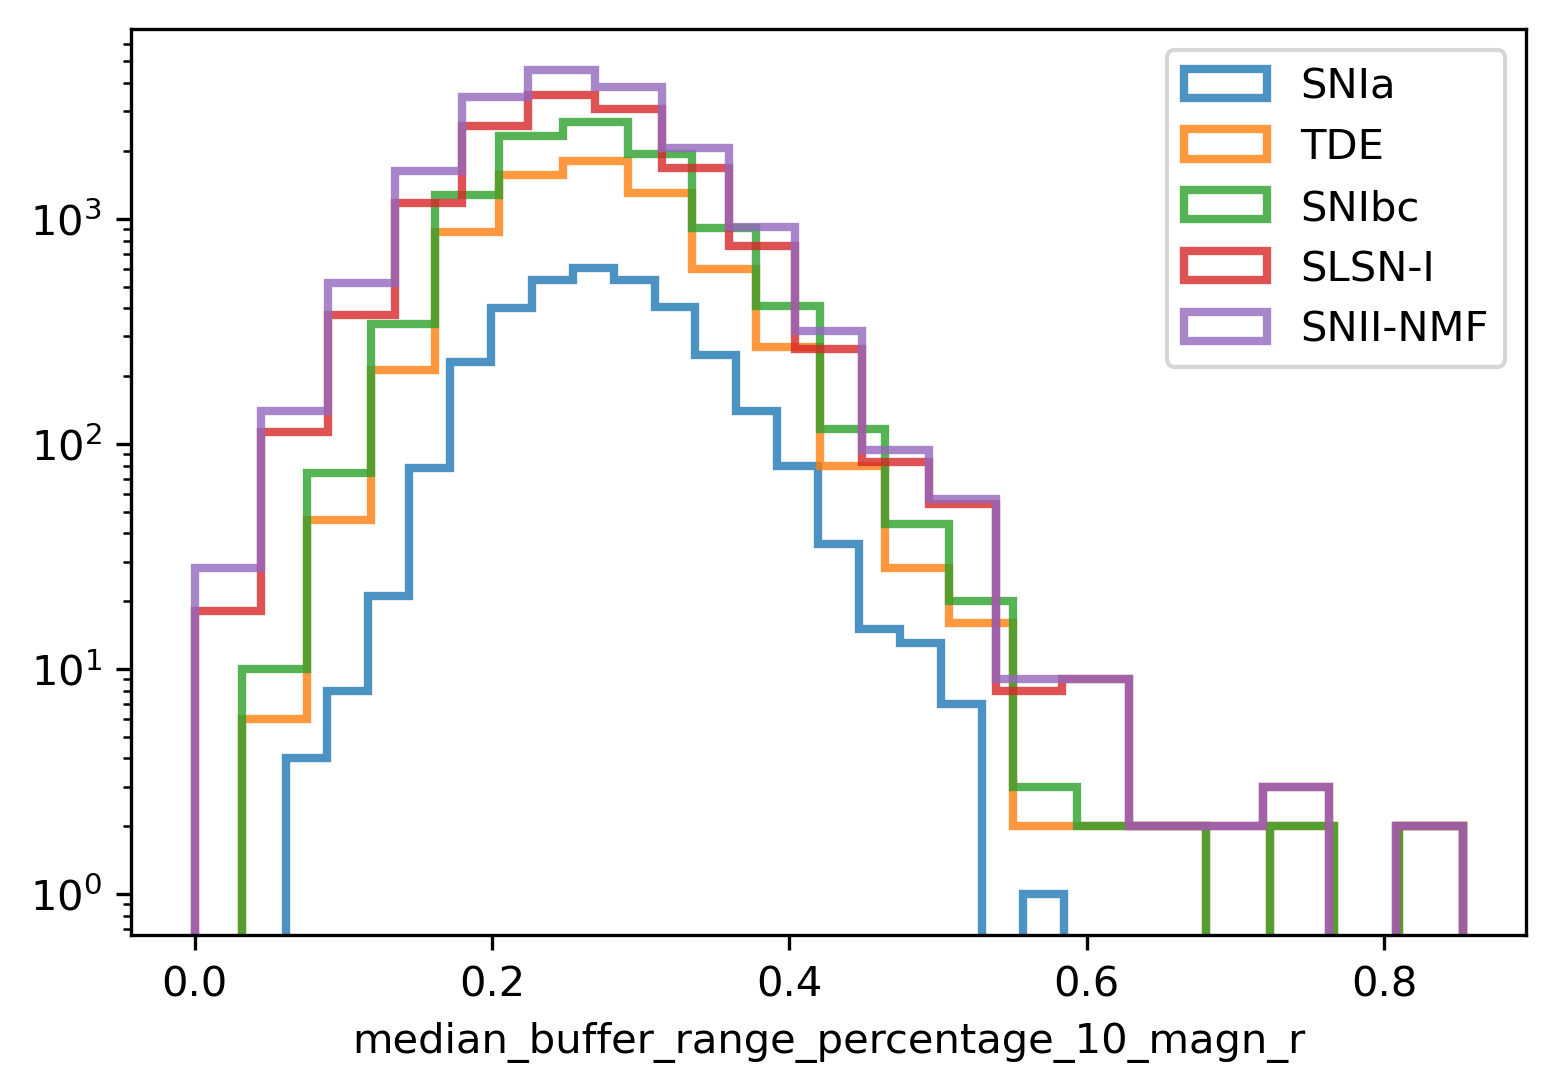 SNIa
TDE
SNIbc
SLSN-I
SNII-NMF
10³
10²
10¹
10⁰
0.0 0.2 0.4 0.6 0.8
median_buffer_range_percentage_10_magn_r